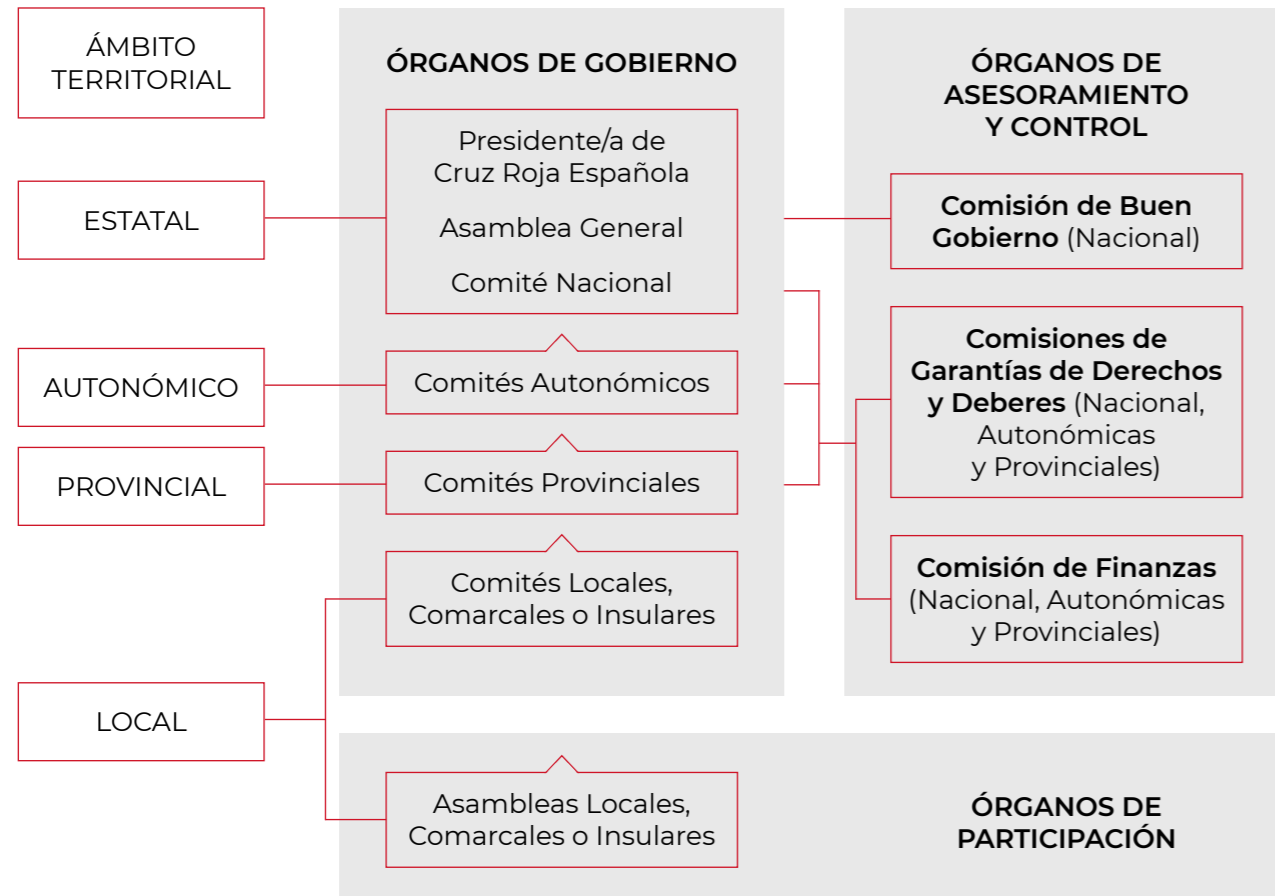 ÁMBITO
TERRITORIAL
ESTATAL
AUTONÓMICO
PROVINCIAL
LOCAL
ÓRGANOS DE GOBIERNO
Presidente/a de
Cruz Roja Española
Asamblea General
Comité Nacional
Comités Autonómicos
Comités Provinciales
Comités Locales,
Comarcales o Insulares
Asambleas Locales,
Comarcales o Insulares
ÓRGANOS DE
ASESORAMIENTO
Y CONTROL
Comisión de Buen
Gobierno (Nacional)
Comisiones de
Garantías de Derechos
y Deberes (Nacional,
Autonómicas
y Provinciales)
Comisión de Finanzas
(Nacional, Autonómicas
y Provinciales)
ÓRGANOS DE
PARTICIPACIÓN